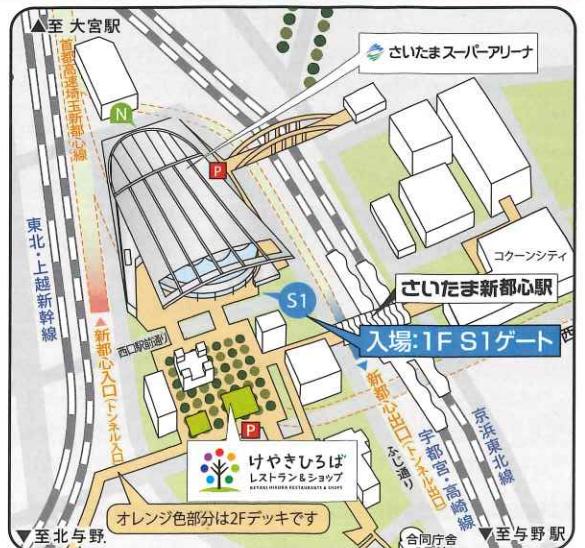 ▲至 大宮駅
首都高速埼玉新都心線
さいたまスーパーアリーナ
N
P
東北・上越新幹線
コクーンシティ
さいたま新都心駅
S1
入場:1F S1ゲート
西口駅前通り
西
▲新都心入口(トンネル入口)
▼新都心出口(トンネル出口)
P
けやきひろば
レストラン&ショップ
KEYAKI HIROBA RESTAURANTS & SHOPS
ふじ通り
宇都宮・高崎線
京浜東北線
オレンジ色部分は2Fデッキです
▼至北与野
合同庁舎
▼至与野駅